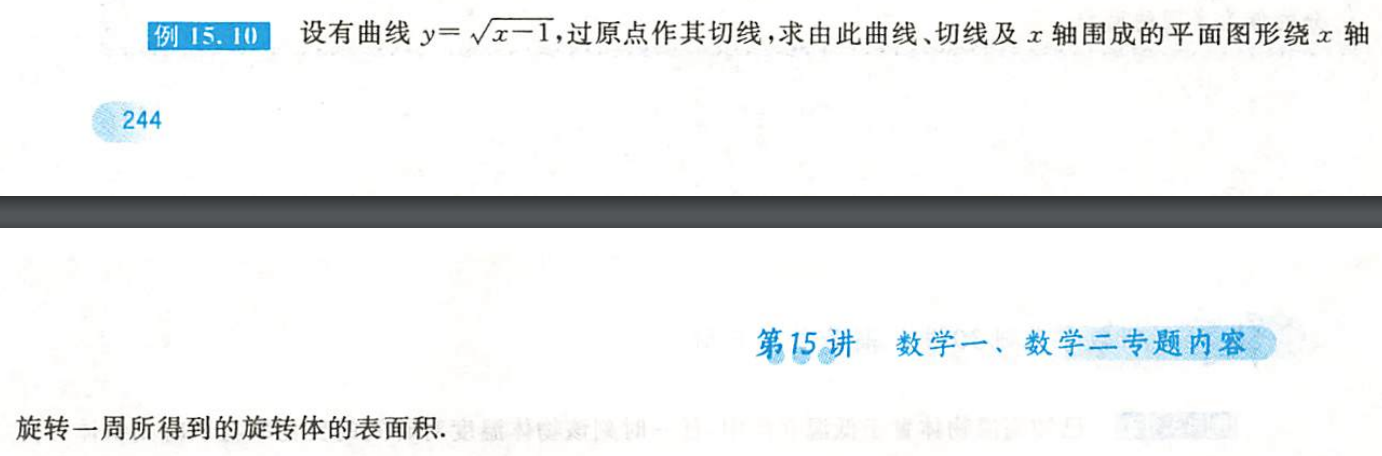 例 15.10 设有曲线 y=√x-1,过原点作其切线,求由此曲线、切线及 x 轴围成的平面图形绕 x 轴
244
第15讲 数学一、数学二专题内容
旋转一周所得到的旋转体的表面积.